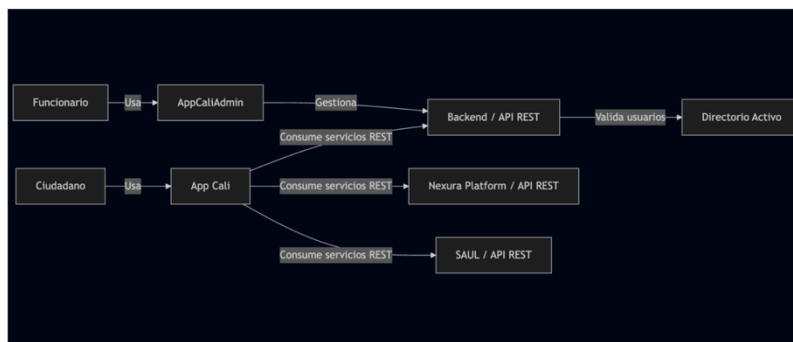 Funcionario
Usa
AppCaliAdmin
Gestiona
Backend / API REST
Valida usuarios
Directorio Activo
Consume servicios REST
Ciudadano
Usa
App Cali
Consume servicios REST
Nexura Platform / API REST
Consume servicios REST
SAUL / API REST